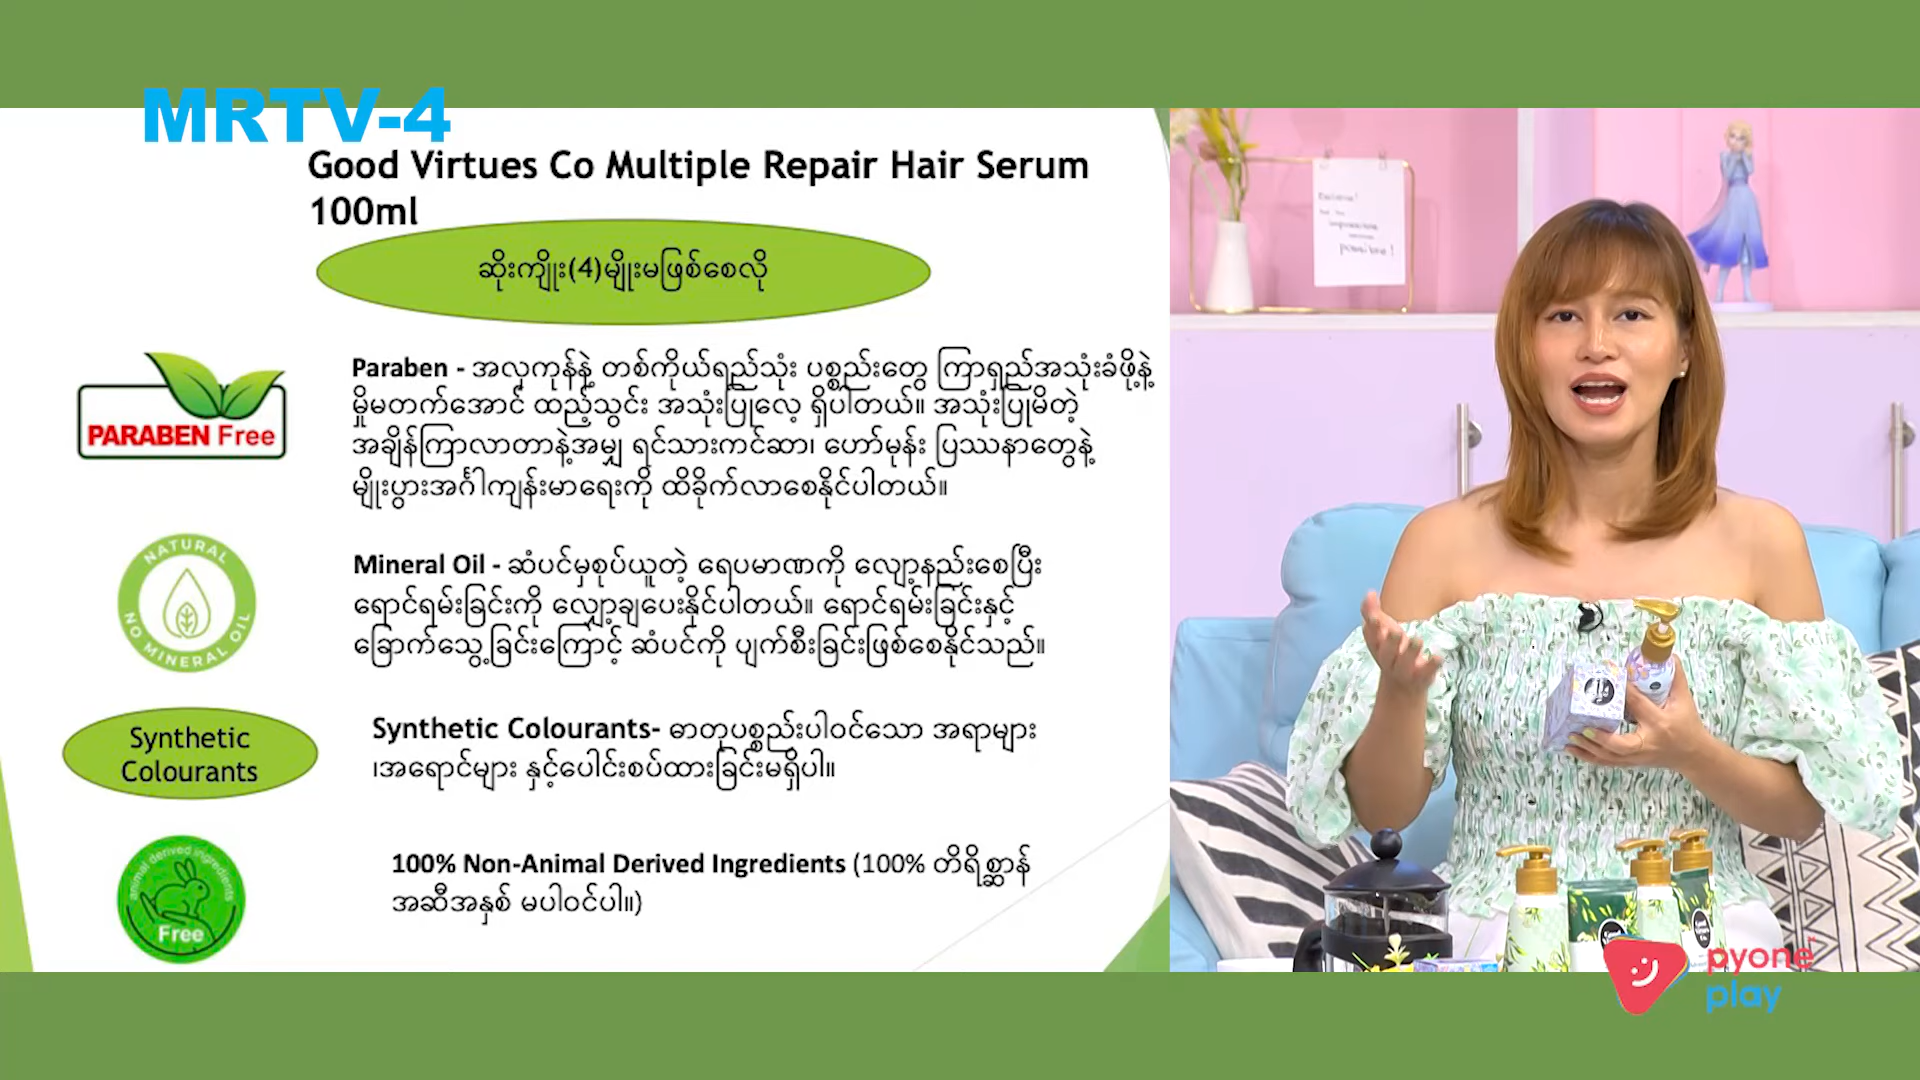 MRTV-4
Good Virtues Co Multiple Repair Hair Serum
100ml
ဆိုးကျိုး(4)မျိုးမဖြစ်စေလို
PARABEN Free
Paraben - အလှကုန်နဲ့ တစ်ကိုယ်ရည်သုံး ပစ္စည်းတွေ ကြာရှည်အသုံးခံဖို့နဲ့
မှိုမတက်အောင် ထည့်သွင်း အသုံးပြုလေ့ ရှိပါတယ်။ အသုံးပြုမိတဲ့
အချိန်ကြာလာတာနဲ့အမျှ ရင်သားကင်ဆာ၊ ဟော်မုန်း ပြဿနာတွေနဲ့
မျိုးပွားအင်္ဂါကျန်းမာရေးကို ထိခိုက်လာစေနိုင်ပါတယ်။
NATURAL
NO MINERAL OIL
Mineral Oil - ဆံပင်မှစုပ်ယူတဲ့ ရေပမာဏကို လျော့နည်းစေပြီး
ရောင်ရမ်းခြင်းကို လျှော့ချပေးနိုင်ပါတယ်။ ရောင်ရမ်းခြင်းနှင့်
ခြောက်သွေ့ခြင်းကြောင့် ဆံပင်ကို ပျက်စီးခြင်းဖြစ်စေနိုင်သည်။
Synthetic
Colourants
Synthetic Colourants- ဓာတုပစ္စည်းပါဝင်သော အရာများ
၊အရောင်များ နှင့်ပေါင်းစပ်ထားခြင်းမရှိပါ။
animal derived ingredients
Free
100% Non-Animal Derived Ingredients (100% တိရိစ္ဆာန်
အဆီအနှစ် မပါဝင်ပါ။)
pyone
play